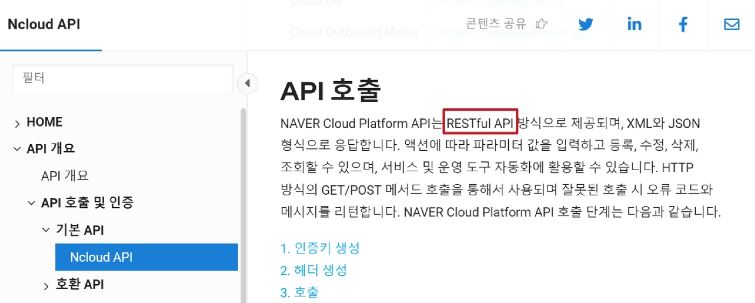 Ncloud API
콘텐츠 공유
필터
HOME
API 개요
API 개요
API 호출 및 인증
기본 API
Ncloud API
호환 API
API 호출
NAVER Cloud Platform API는 RESTful API 방식으로 제공되며, XML와 JSON
형식으로 응답합니다. 액션에 따라 파라미터 값을 입력하고 등록, 수정, 삭제,
조회할 수 있으며, 서비스 및 운영 도구 자동화에 활용할 수 있습니다. HTTP
방식의 GET/POST 메서드 호출을 통해서 사용되며 잘못된 호출 시 오류 코드와
메시지를 리턴합니다. NAVER Cloud Platform API 호출 단계는 다음과 같습니다.
1. 인증키 생성
2. 헤더 생성
3. 호출